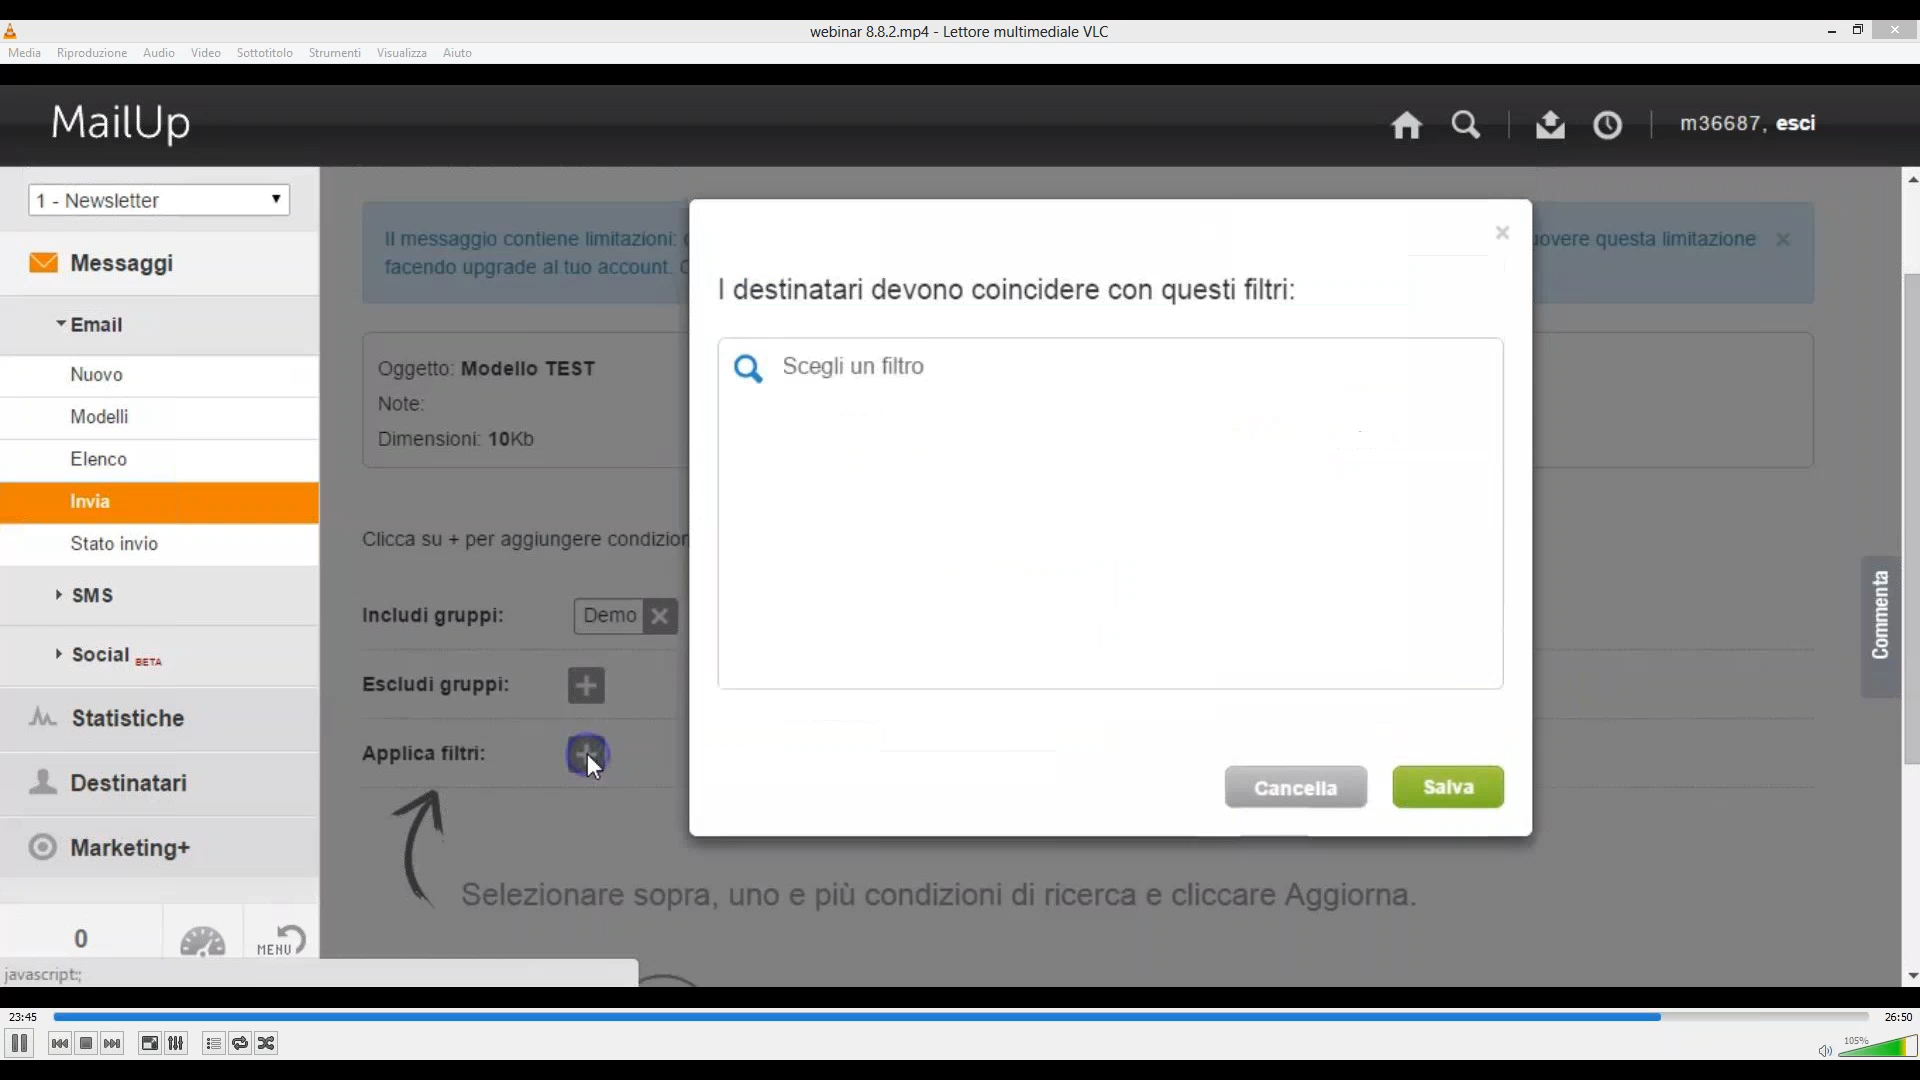 webinar 8.8.2.mp4 - Lettore multimediale VLC
Media Riproduzione Audio Video Sottotitolo Strumenti Visualizza Aiuto
MailUp
m36687, esci
1 - Newsletter
Messaggi
Email
Nuovo
Modelli
Elenco
Invia
Stato invio
SMS
Social BETA
Statistiche
Destinatari
Marketing+
0
MENU
javascript:;
Il messaggio contiene limitazioni:
uovere questa limitazione
facendo upgrade al tuo account.
Oggetto: Modello TEST
Note:
Dimensioni: 10Kb
Clicca su + per aggiungere condizion
Includi gruppi: Demo
Escludi gruppi:
Applica filtri:
Selezionare sopra, uno e più condizioni di ricerca e cliccare Aggiorna.
I destinatari devono coincidere con questi filtri:
Scegli un filtro
Cancella Salva
Commenta
23:45 26:50
105%